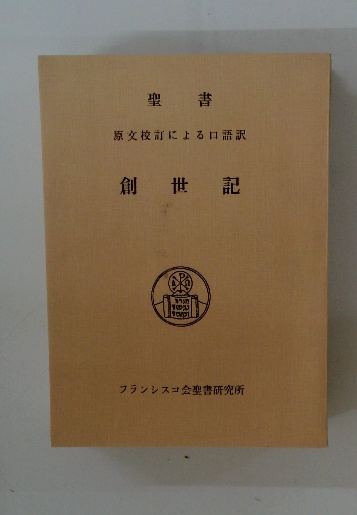 聖書
原文校訂による口語訳
創世記
フランシスコ会聖書研究所